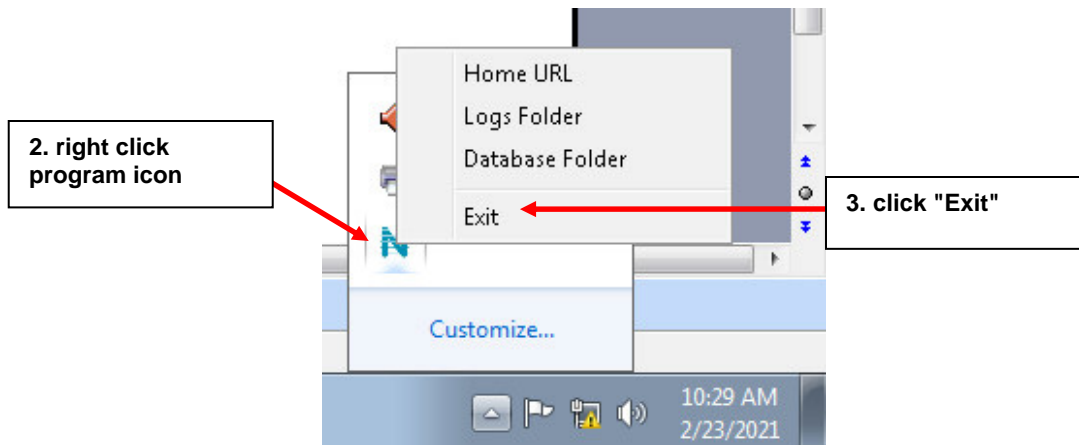 Home URL
Logs Folder
Database Folder
Exit
2. right click
program icon
3. click "Exit"
Customize...
10:29 AM
2/23/2021